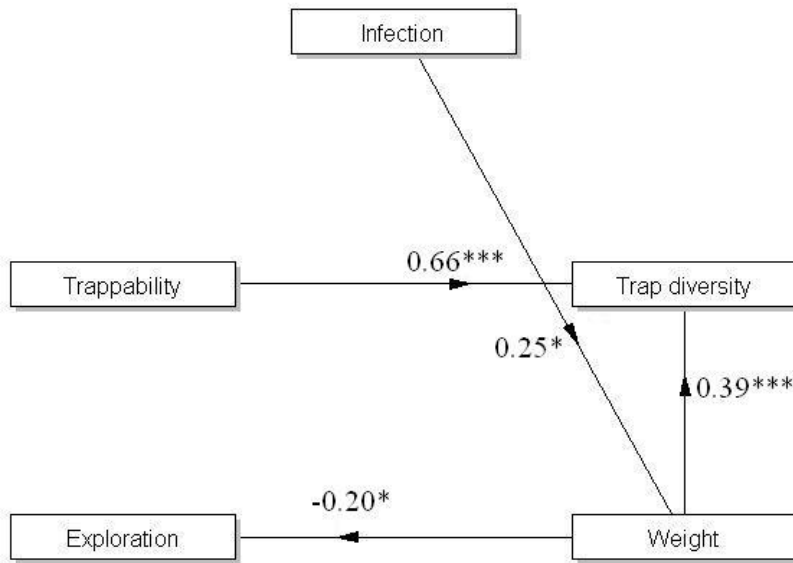 Infection
0.66***
Trappability
Trap diversity
0.25*
0.39***
-0.20*
Exploration
Weight